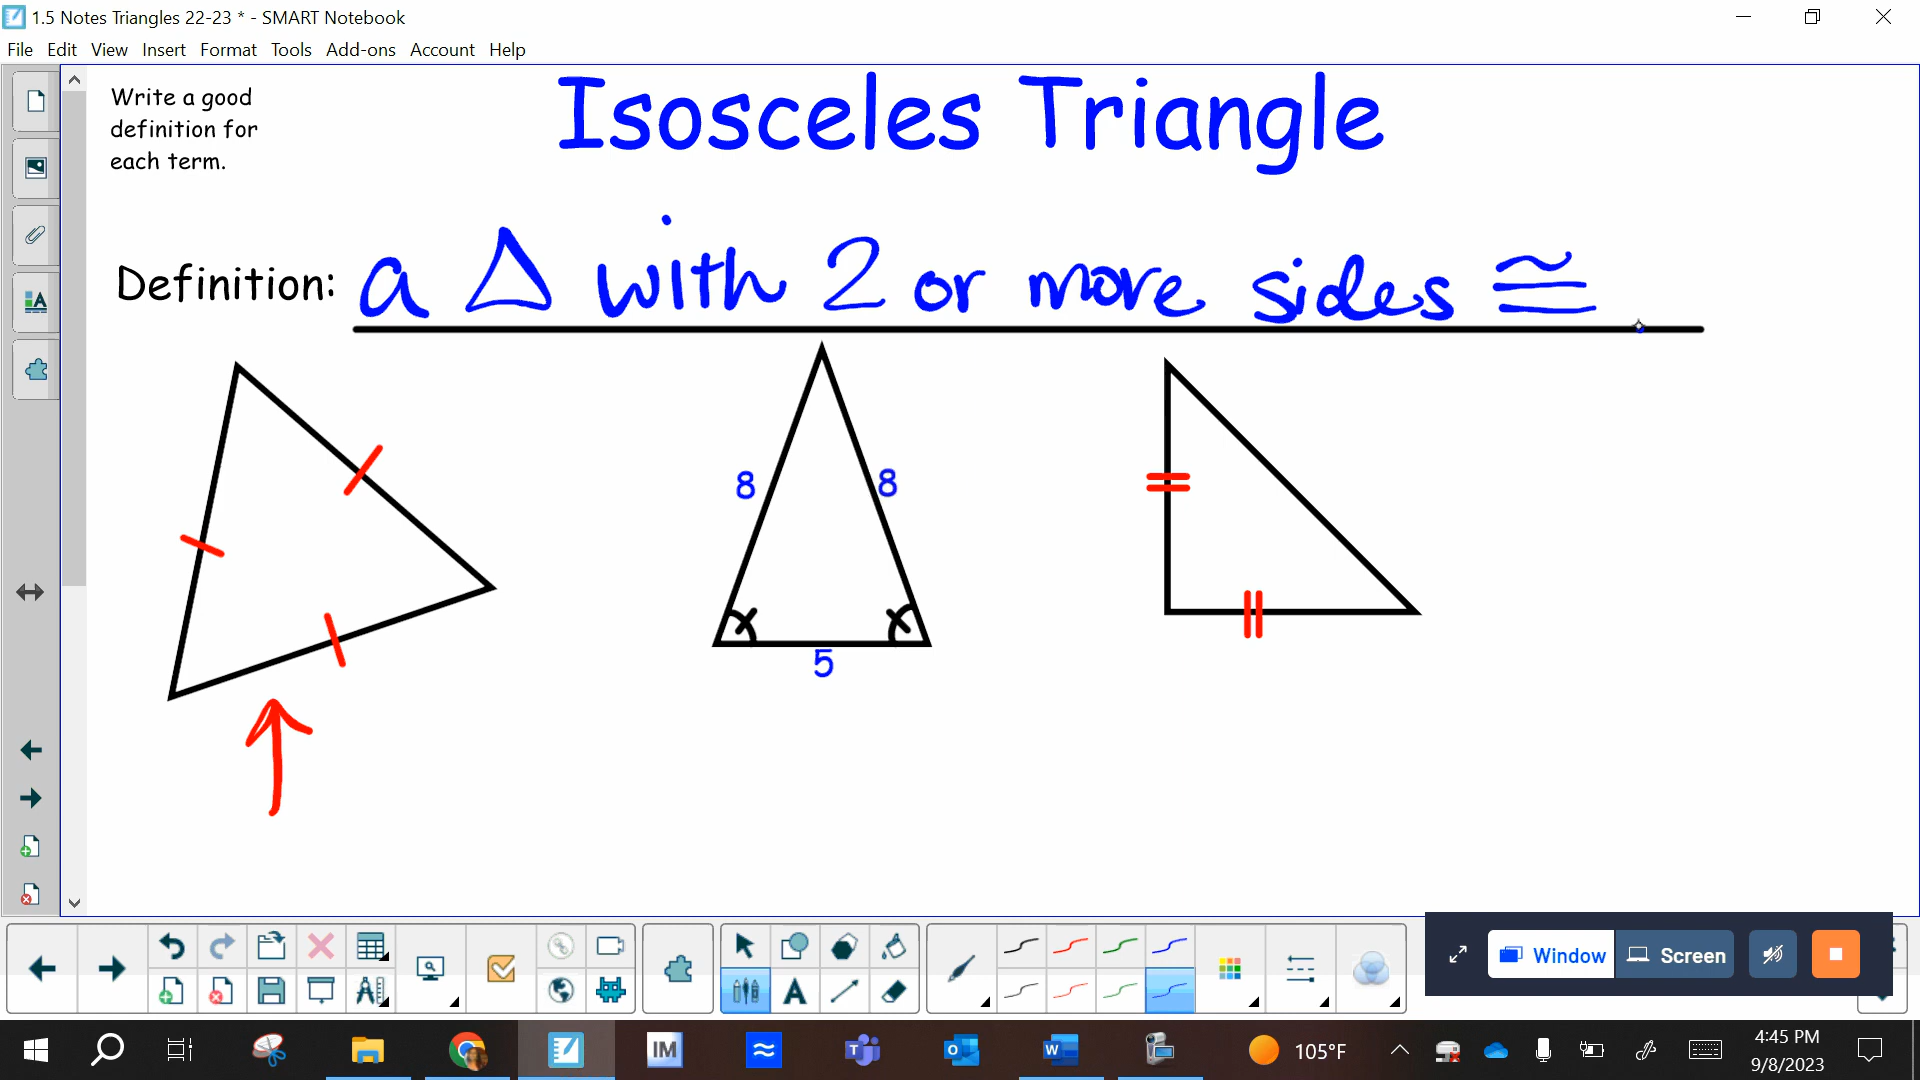 1.5 Notes Triangles 22-23 * - SMART Notebook
File Edit View Insert Format Tools Add-ons Account Help
Write a good
definition for
each term.
Isosceles Triangle
Definition: a △ with 2 or more sides ≅
8
8
5
Window
Screen
IM
105°F
4:45 PM
9/8/2023